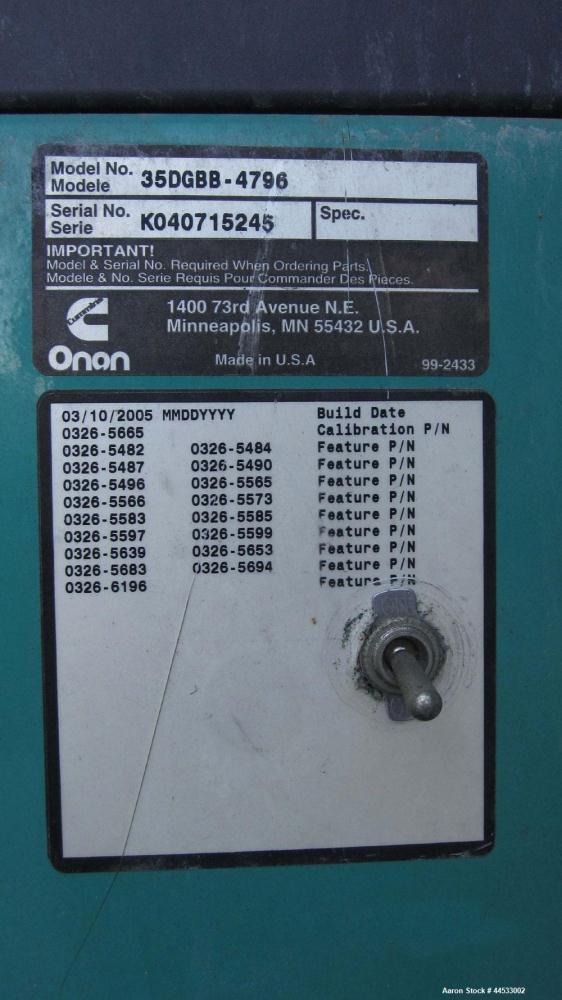 Model No.
Modele 35DGBB-4796
Serial No.
Serie K040715245 Spec.
IMPORTANT!
Model & Serial No. Required When Ordering Parts.
Modele & No. Serie Requis Pour Commander Des Pieces.
Cummins
1400 73rd Avenue N.E.
Minneapolis, MN 55432 U.S.A.
Onan Made in U.S.A 99-2433
03/10/2005 MMDDYYYY Build Date
0326-5665 Calibration P/N
0326-5482 0326-5484 Feature P/N
0326-5487 0326-5490 Feature P/N
0326-5496 0326-5565 Feature P/N
0326-5566 0326-5573 Feature P/N
0326-5583 0326-5585 Feature P/N
0326-5597 0326-5599 Feature P/N
0326-5639 0326-5653 Feature P/N
0326-5683 0326-5694 Feature P/N
0326-6196 Feature P/N
ON
Aaron Stock # 44533002